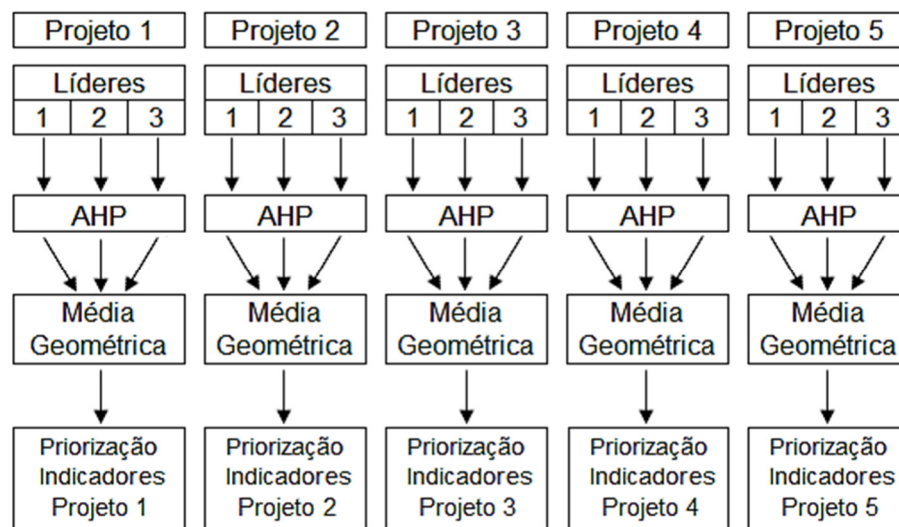 Projeto 1 Projeto 2 Projeto 3 Projeto 4 Projeto 5
Líderes Líderes Líderes Líderes Líderes
1 2 3 1 2 3 1 2 3 1 2 3 1 2 3
AHP AHP AHP AHP AHP
Média Média Média Média Média
Geométrica Geométrica Geométrica Geométrica Geométrica
Priorização Priorização Priorização Priorização Priorização
Indicadores Indicadores Indicadores Indicadores Indicadores
Projeto 1 Projeto 2 Projeto 3 Projeto 4 Projeto 5